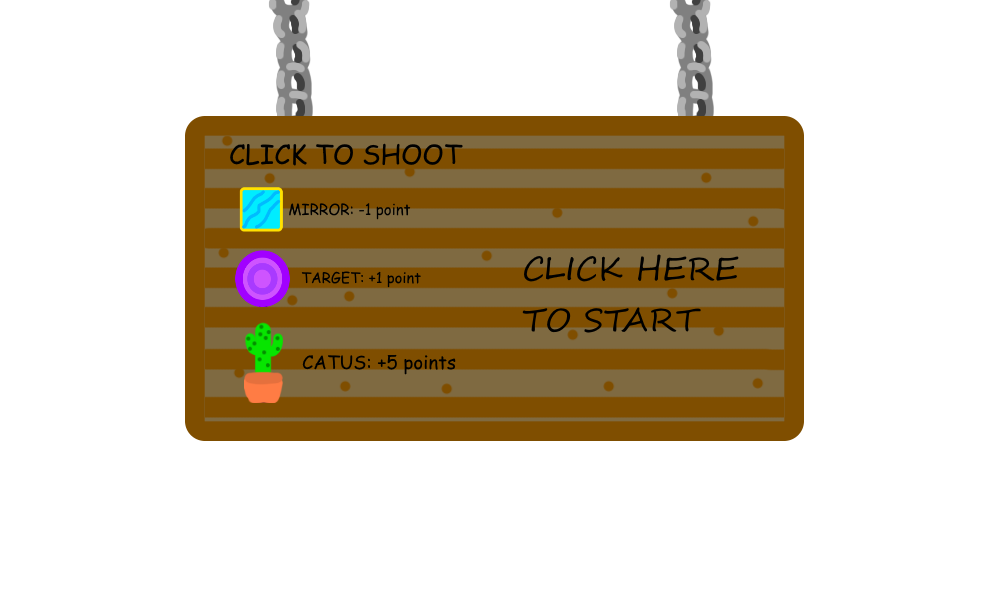 CLICK TO SHOOT
MIRROR: -1 point
TARGET: +1 point
CATUS: +5 points
CLICK HERE
TO START